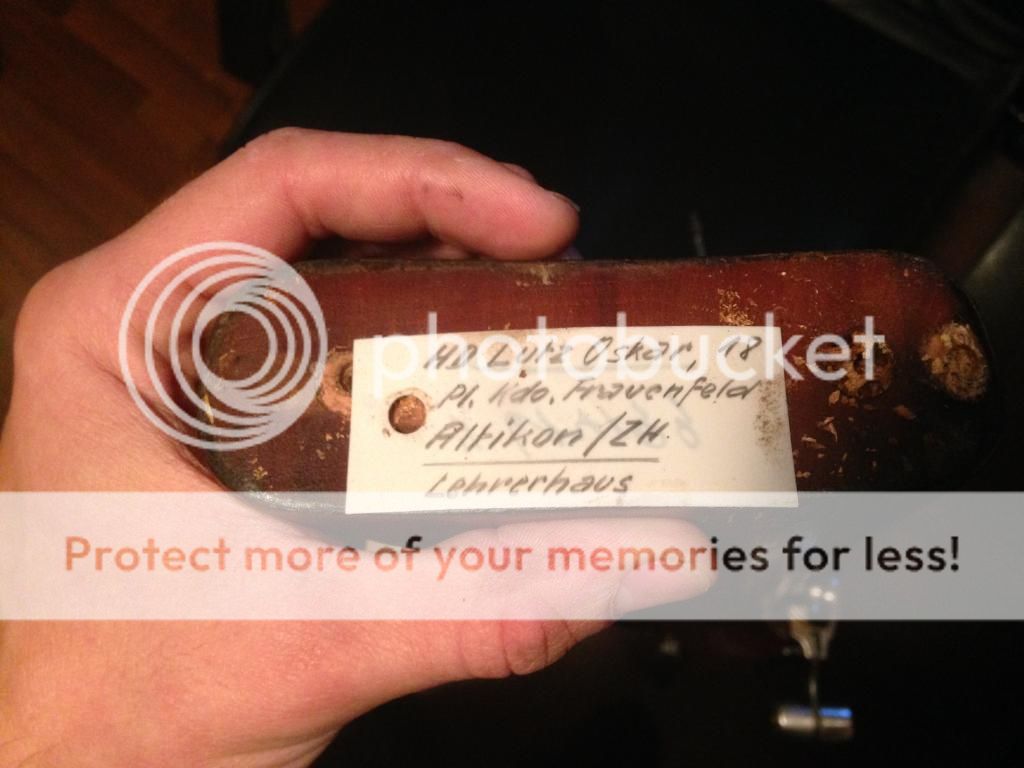 HD. Lutz Oskar, 18
Pl. Kdo. Frauenfeld
Altikon/ZH.
Lehrerhaus
photobucket
Protect more of your memories for less!